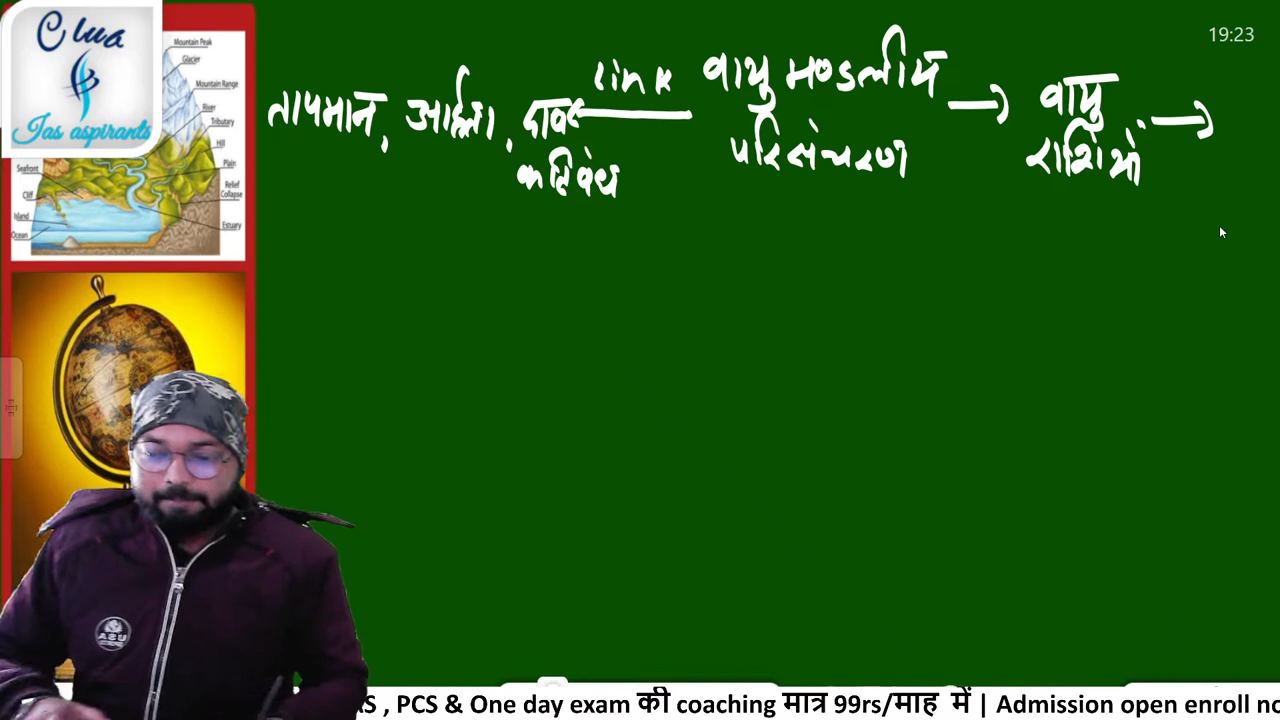 Clua
Ias aspirants
Mountain Peak
Glacier
Mountain Range
River
Tributary
Hill
Plain
Relief
Collapse
Estuary
Seafront
Cliff
Island
Ocean
19:23
तापमान, आर्द्रता, दाब link वायुमण्डलीय → वायु →
कटिबंध परिसंचरण राशियों
AGU
AS , PCS & One day exam की coaching मात्र 99rs/माह में | Admission open enroll no